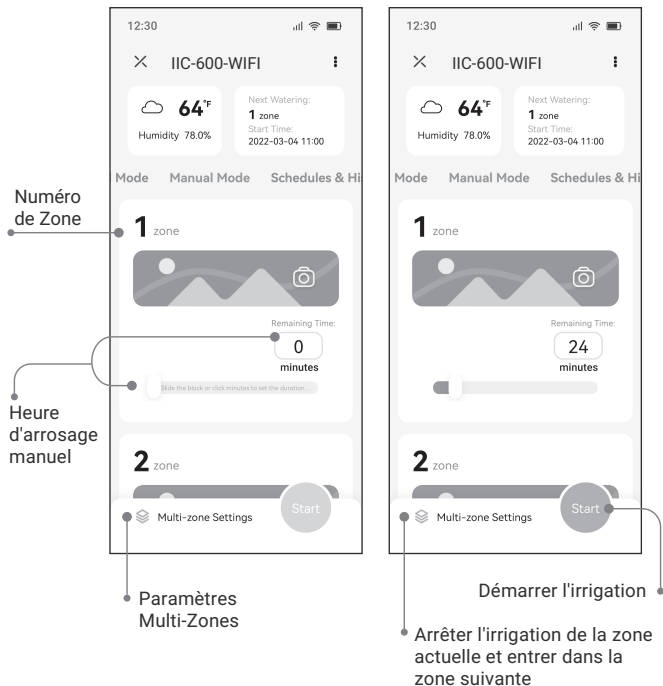 12:30
IIC-600-WIFI
64°F
Humidity 78.0%
Next Watering:
1 zone
Start Time:
2022-03-04 11:00
Mode Manual Mode Schedules & Hi
Numéro
de Zone
1 zone
Remaining Time:
0
minutes
Slide the block or click minutes to set the duration...
Heure
d'arrosage
manuel
2 zone
Multi-zone Settings
Start
Paramètres
Multi-Zones
12:30
IIC-600-WIFI
64°F
Humidity 78.0%
Next Watering:
1 zone
Start Time:
2022-03-04 11:00
Mode Manual Mode Schedules & Hi
1 zone
Remaining Time:
24
minutes
2 zone
Multi-zone Settings
Start
Démarrer l'irrigation
Arrêter l'irrigation de la zone
actuelle et entrer dans la
zone suivante